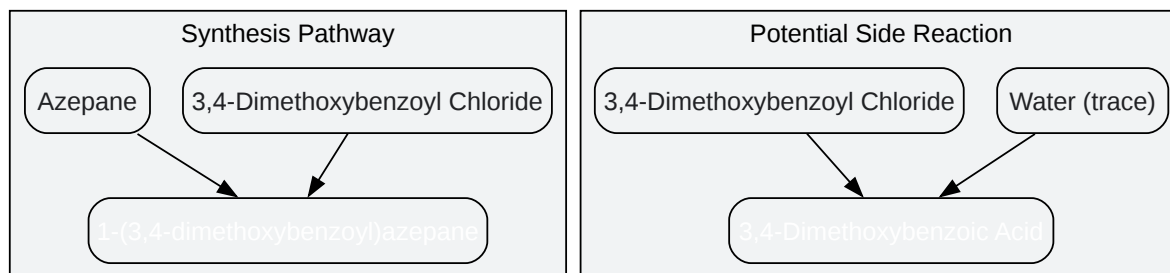 Synthesis Pathway
Azepane
3,4-Dimethoxybenzoyl Chloride
1-(3,4-dimethoxybenzoyl)azepane
Potential Side Reaction
3,4-Dimethoxybenzoyl Chloride
Water (trace)
3,4-Dimethoxybenzoic Acid